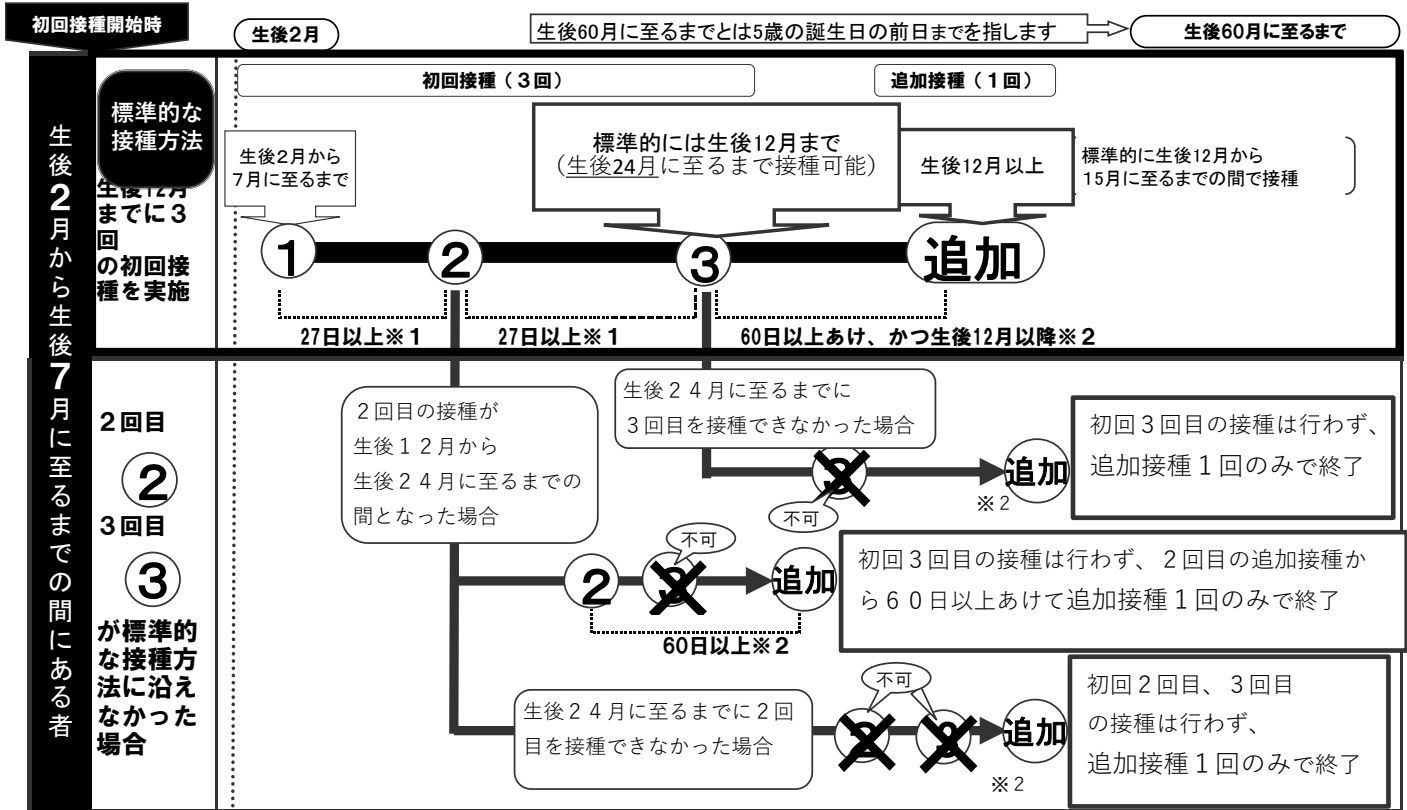 初回接種開始時
生後2月
生後60月に至るまでとは5歳の誕生日の前日までを指します
生後60月に至るまで
生後2月から生後7月に至るまでの間にある者
標準的な
接種方法
生後12月
までに３
回
の初回接
種を実施
初回接種（３回）
追加接種（１回）
生後２月から
７月に至るまで
標準的には生後12月まで
（生後24月に至るまで接種可能）
生後12月以上
標準的に生後12月から
15月に至るまでの間で接種
1
2
3
追加
27日以上※１
27日以上※１
60日以上あけ、かつ生後12月以降※２
２回目
2
３回目
3
が標準的
な接種方
法に沿え
なかった
場合
２回目の接種が
生後１２月から
生後２４月に至るまでの
間となった場合
生後２４月に至るまでに
３回目を接種できなかった場合
3
不可
追加
※２
初回３回目の接種は行わず、
追加接種１回のみで終了
2
不可
3
追加
60日以上※２
初回３回目の接種は行わず、２回目の追加接種か
ら６０日以上あけて追加接種１回のみで終了
生後２４月に至るまでに２回
目を接種できなかった場合
不可
2
3
追加
※２
初回２回目、３回目
の接種は行わず、
追加接種１回のみで終了